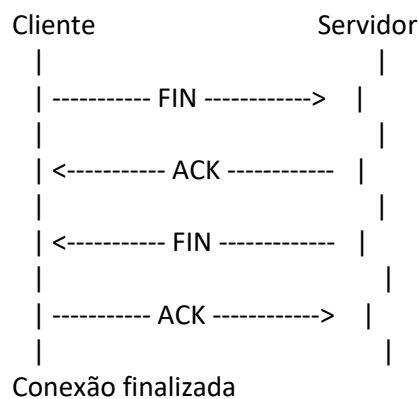 Cliente Servidor
| |
| ----------- FIN ------------> |
| |
| <----------- ACK ------------ |
| |
| <----------- FIN ------------ |
| |
| ----------- ACK ------------> |
| |
Conexão finalizada